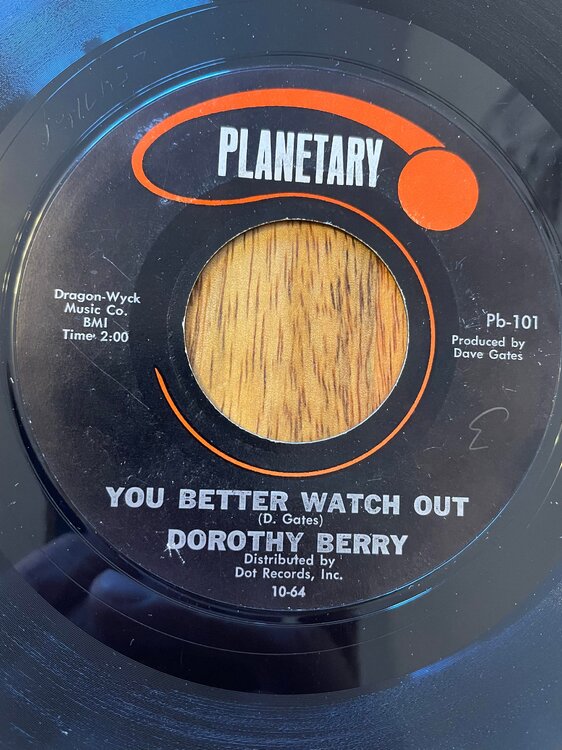 PLANETARY
Dragon-Wyck
Music Co.
BMI
Time 2:00
Pb-101
Produced by
Dave Gates
3
YOU BETTER WATCH OUT
(D. Gates)
DOROTHY BERRY
Distributed by
Dot Records, Inc.
10-64